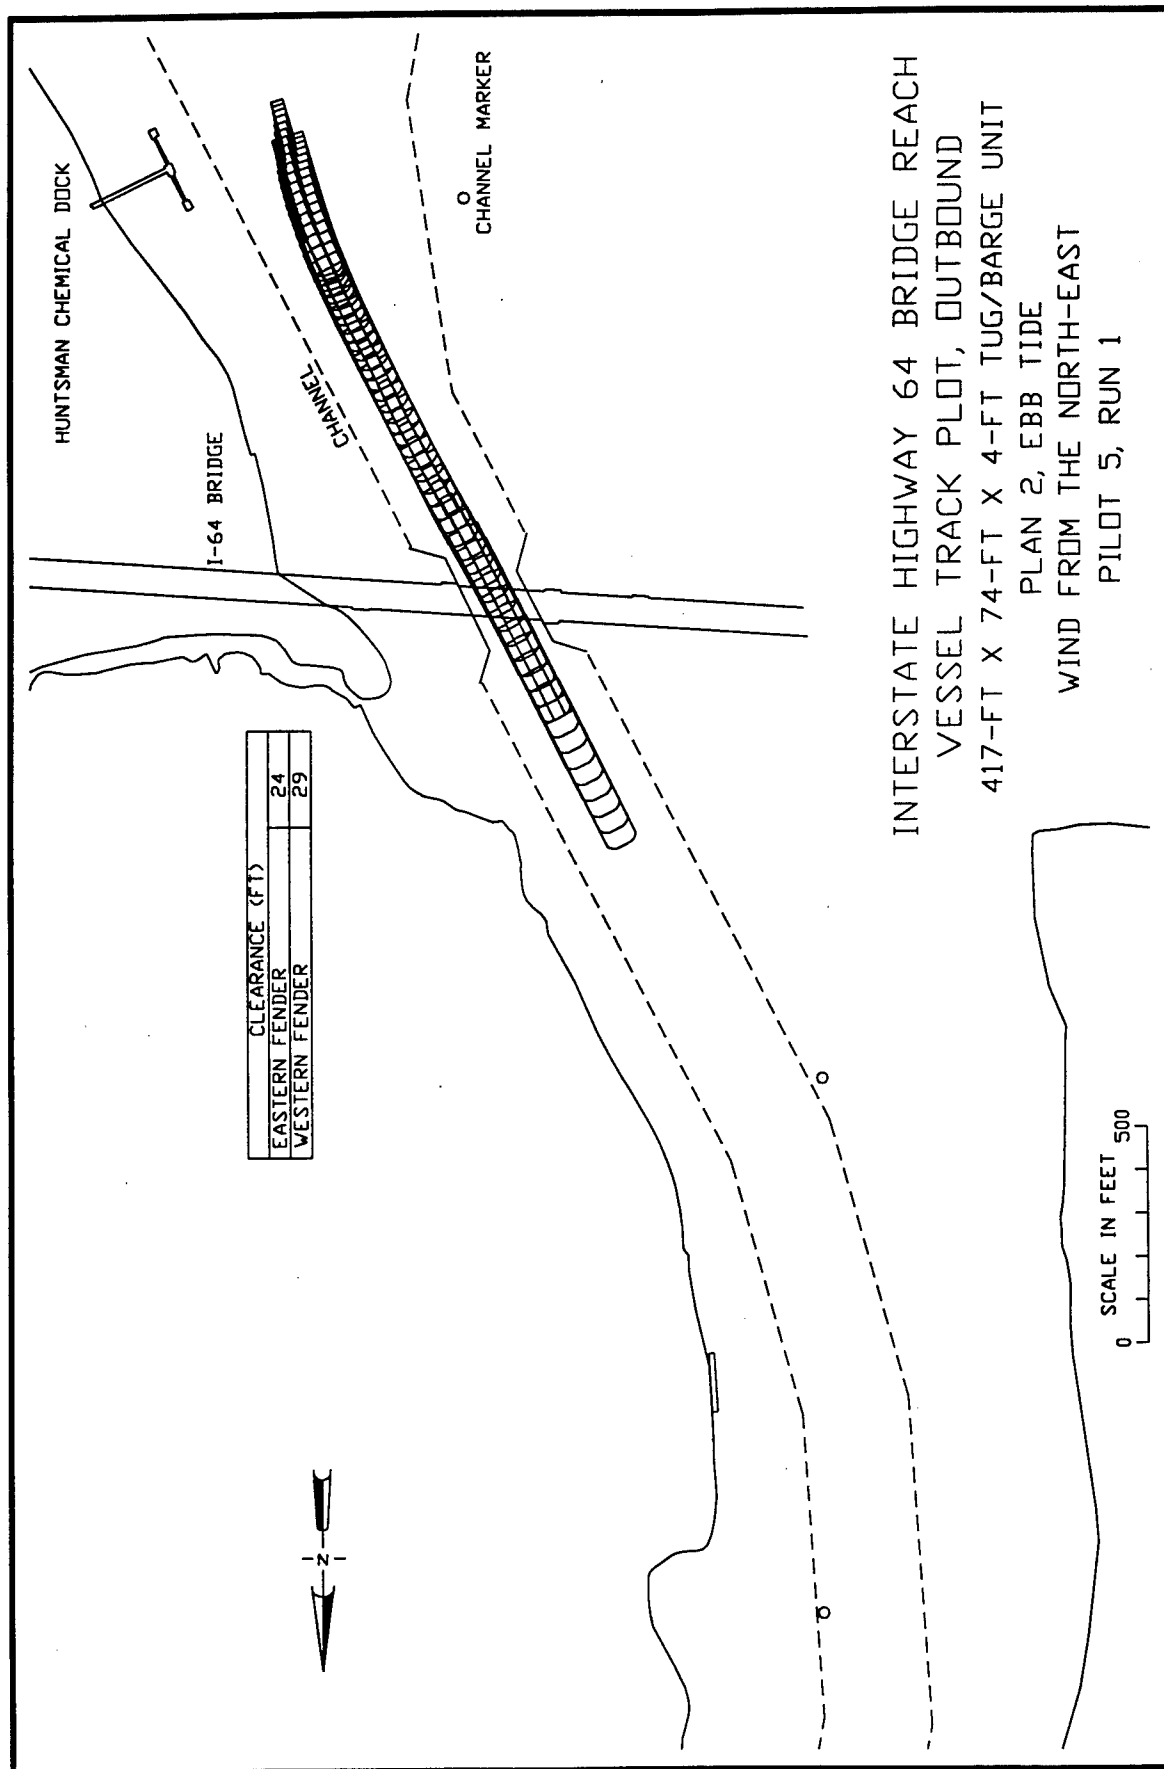 HUNTSMAN CHEMICAL DOCK
I-64 BRIDGE
CHANNEL
CHANNEL MARKER
CLEARANCE (FT)
EASTERN FENDER 24
WESTERN FENDER 29
N
INTERSTATE HIGHWAY 64 BRIDGE REACH
VESSEL TRACK PLOT, OUTBOUND
417-FT X 74-FT X 4-FT TUG/BARGE UNIT
PLAN 2, EBB TIDE
WIND FROM THE NORTH-EAST
PILOT 5, RUN 1
SCALE IN FEET
0 500